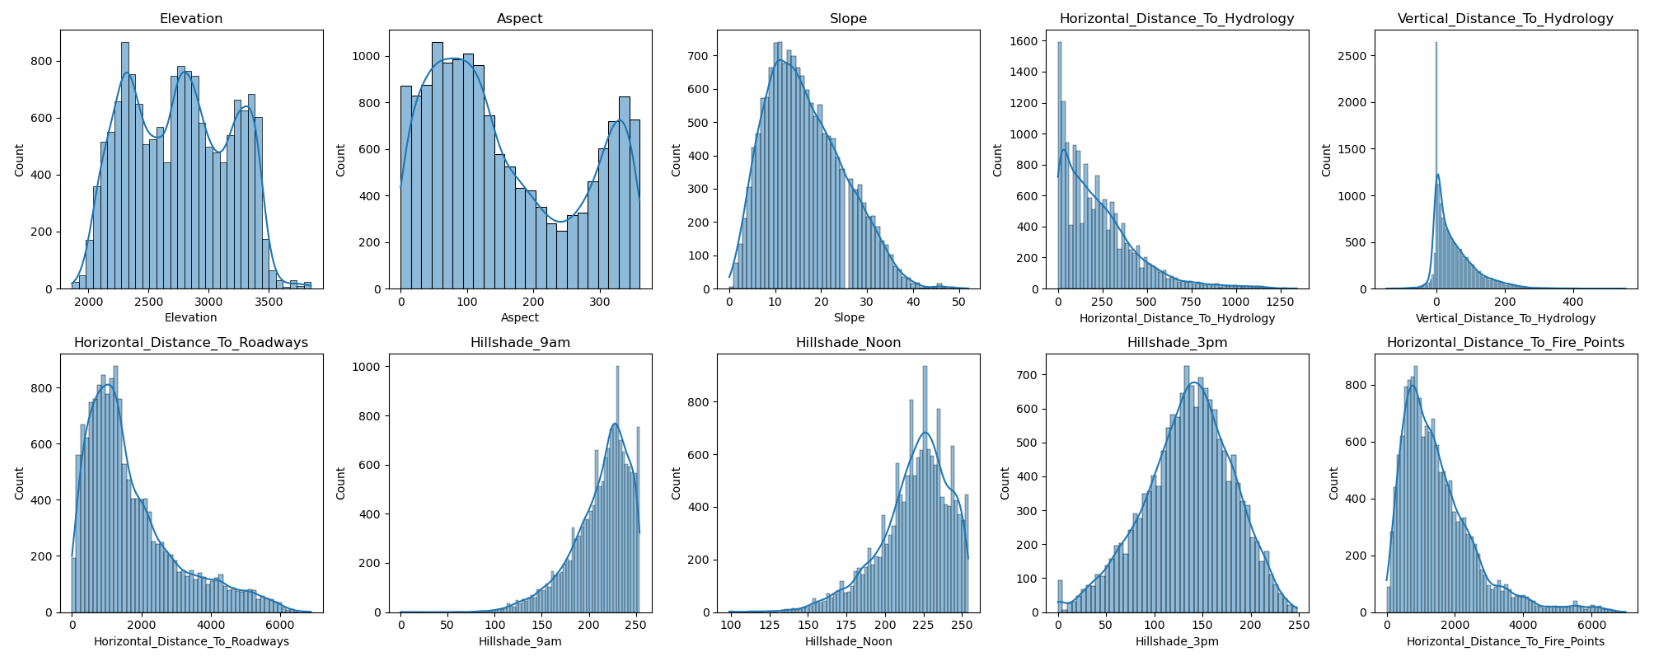 Elevation
Count
800
600
400
200
0
2000 2500 3000 3500
Elevation
Aspect
Count
1000
800
600
400
200
0
0 100 200 300
Aspect
Slope
Count
700
600
500
400
300
200
100
0
0 10 20 30 40 50
Slope
Horizontal_Distance_To_Hydrology
Count
1600
1400
1200
1000
800
600
400
200
0
0 250 500 750 1000 1250
Horizontal_Distance_To_Hydrology
Vertical_Distance_To_Hydrology
Count
2500
2000
1500
1000
500
0
0 200 400
Vertical_Distance_To_Hydrology
Horizontal_Distance_To_Roadways
Count
800
600
400
200
0
0 2000 4000 6000
Horizontal_Distance_To_Roadways
Hillshade_9am
Count
1000
800
600
400
200
0
0 50 100 150 200 250
Hillshade_9am
Hillshade_Noon
Count
800
600
400
200
0
100 125 150 175 200 225 250
Hillshade_Noon
Hillshade_3pm
Count
700
600
500
400
300
200
100
0
0 50 100 150 200 250
Hillshade_3pm
Horizontal_Distance_To_Fire_Points
Count
800
600
400
200
0
0 2000 4000 6000
Horizontal_Distance_To_Fire_Points